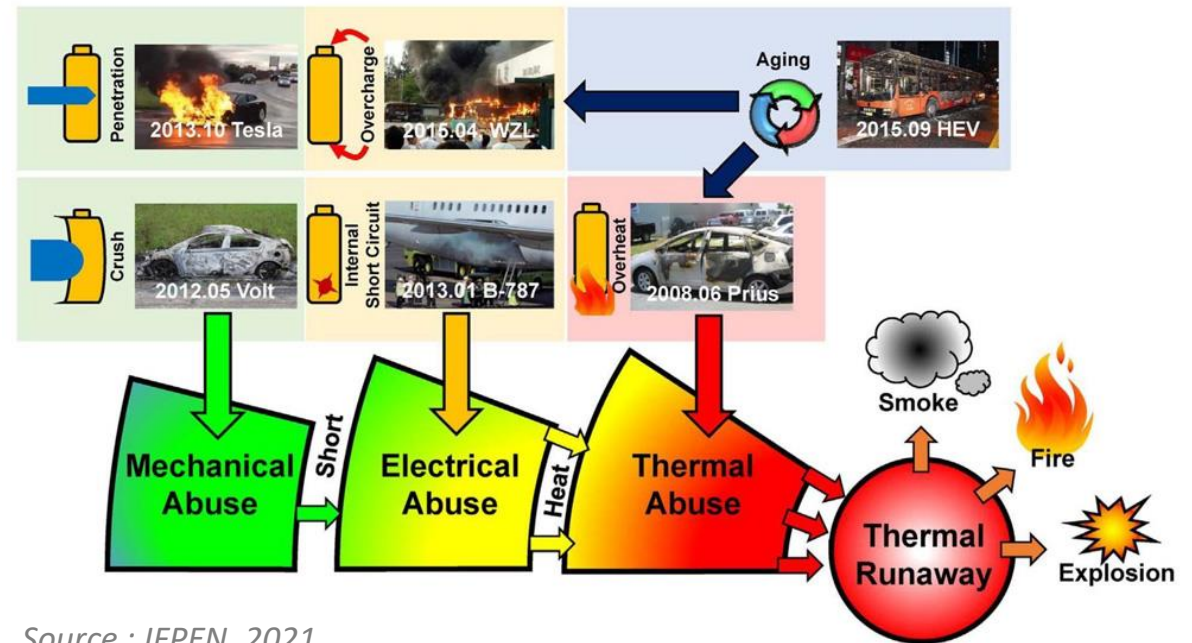 Penetration
2013.10 Tesla
Overcharge
2015.04. WZL
Aging
2015.09 HEV
Crush
2012.05 Volt
Internal
Short Circuit
2013.01 B-787
Overheat
2008.06 Prius
Mechanical
Abuse
Short
Electrical
Abuse
Heat
Thermal
Abuse
Thermal
Runaway
Smoke
Fire
Explosion
Source : IFPEN, 2021